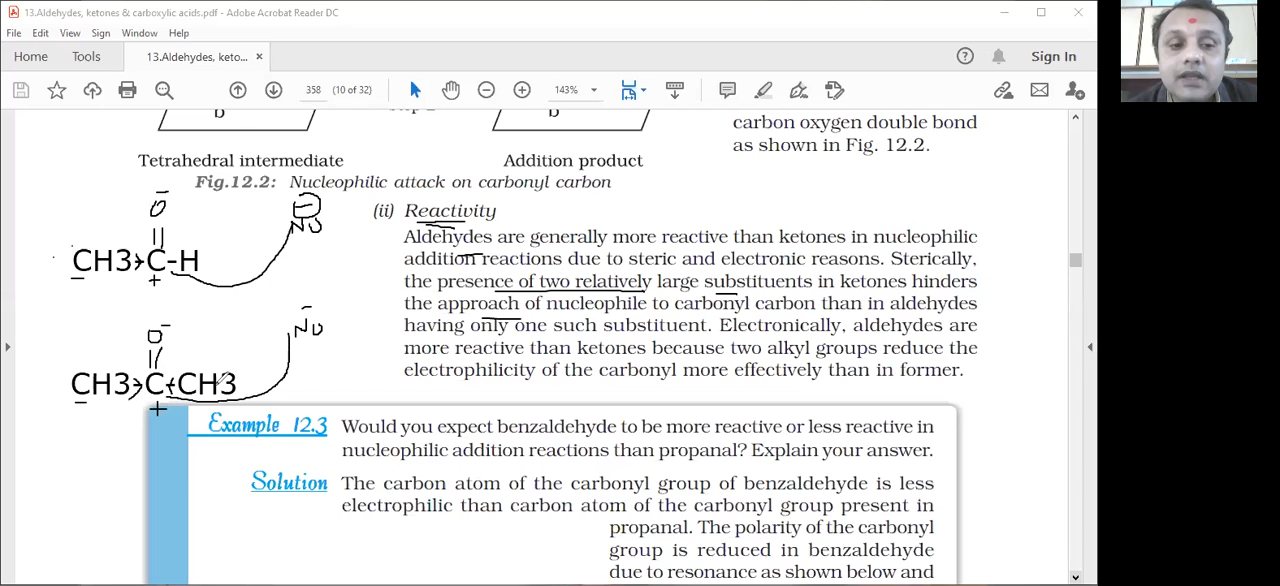 13.Aldehydes, ketones & carboxylic acids.pdf - Adobe Acrobat Reader DC
File Edit View Sign Window Help
Home Tools 13.Aldehydes, keto... × Sign In
358 (10 of 32) 143%
b b
carbon oxygen double bond
as shown in Fig. 12.2.
Tetrahedral intermediate Addition product
Fig.12.2: Nucleophilic attack on carbonyl carbon
(ii) Reactivity
Aldehydes are generally more reactive than ketones in nucleophilic
addition reactions due to steric and electronic reasons. Sterically,
the presence of two relatively large substituents in ketones hinders
the approach of nucleophile to carbonyl carbon than in aldehydes
having only one such substituent. Electronically, aldehydes are
more reactive than ketones because two alkyl groups reduce the
electrophilicity of the carbonyl more effectively than in former.
O Nu
CH3-C-H
+
O Nu
CH3-C-CH3
+
Example 12.3 Would you expect benzaldehyde to be more reactive or less reactive in
nucleophilic addition reactions than propanal? Explain your answer.
Solution The carbon atom of the carbonyl group of benzaldehyde is less
electrophilic than carbon atom of the carbonyl group present in
propanal. The polarity of the carbonyl
group is reduced in benzaldehyde
due to resonance as shown below and